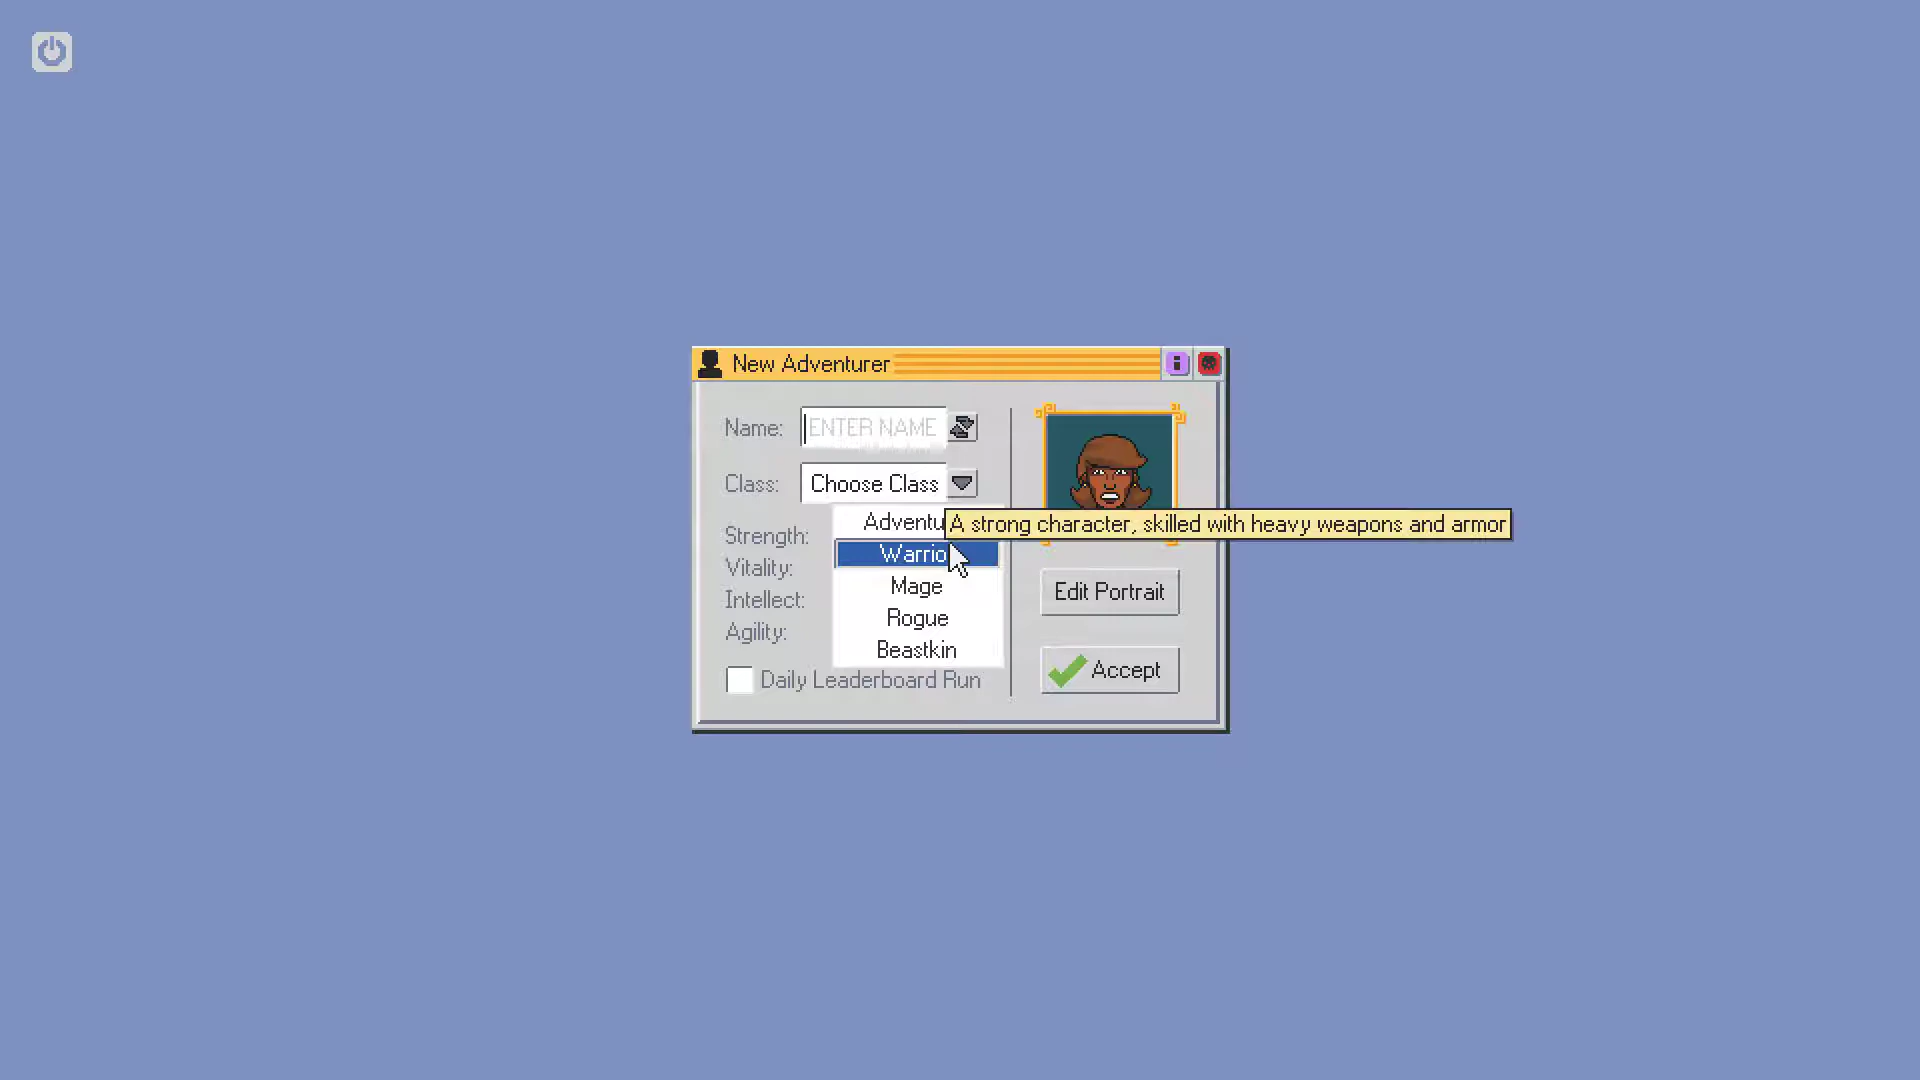 New Adventurer
Name: ENTER NAME
Class: Choose Class
Adventu
A strong character, skilled with heavy weapons and armor
Strength:
Warrio
Vitality:
Mage
Edit Portrait
Intellect:
Rogue
Agility:
Beastkin
Accept
Daily Leaderboard Run